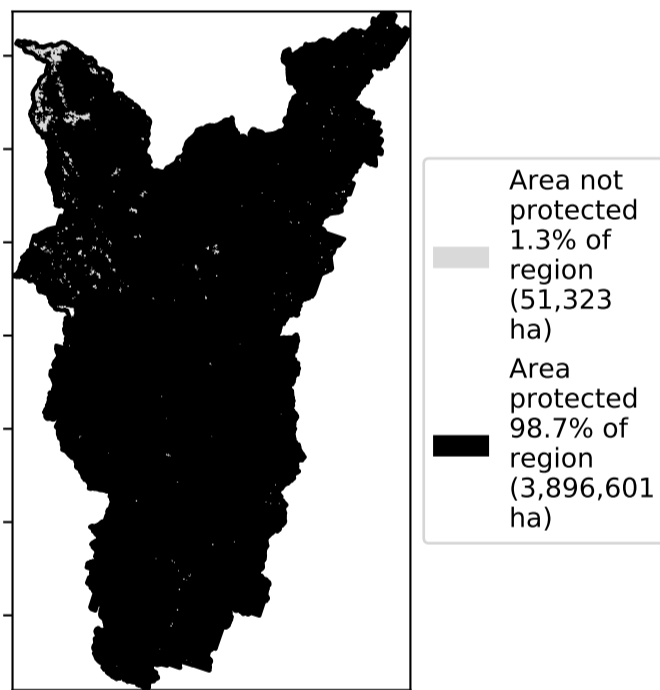 Area not
protected
1.3% of
region
(51,323
ha)
Area
protected
98.7% of
region
(3,896,601
ha)